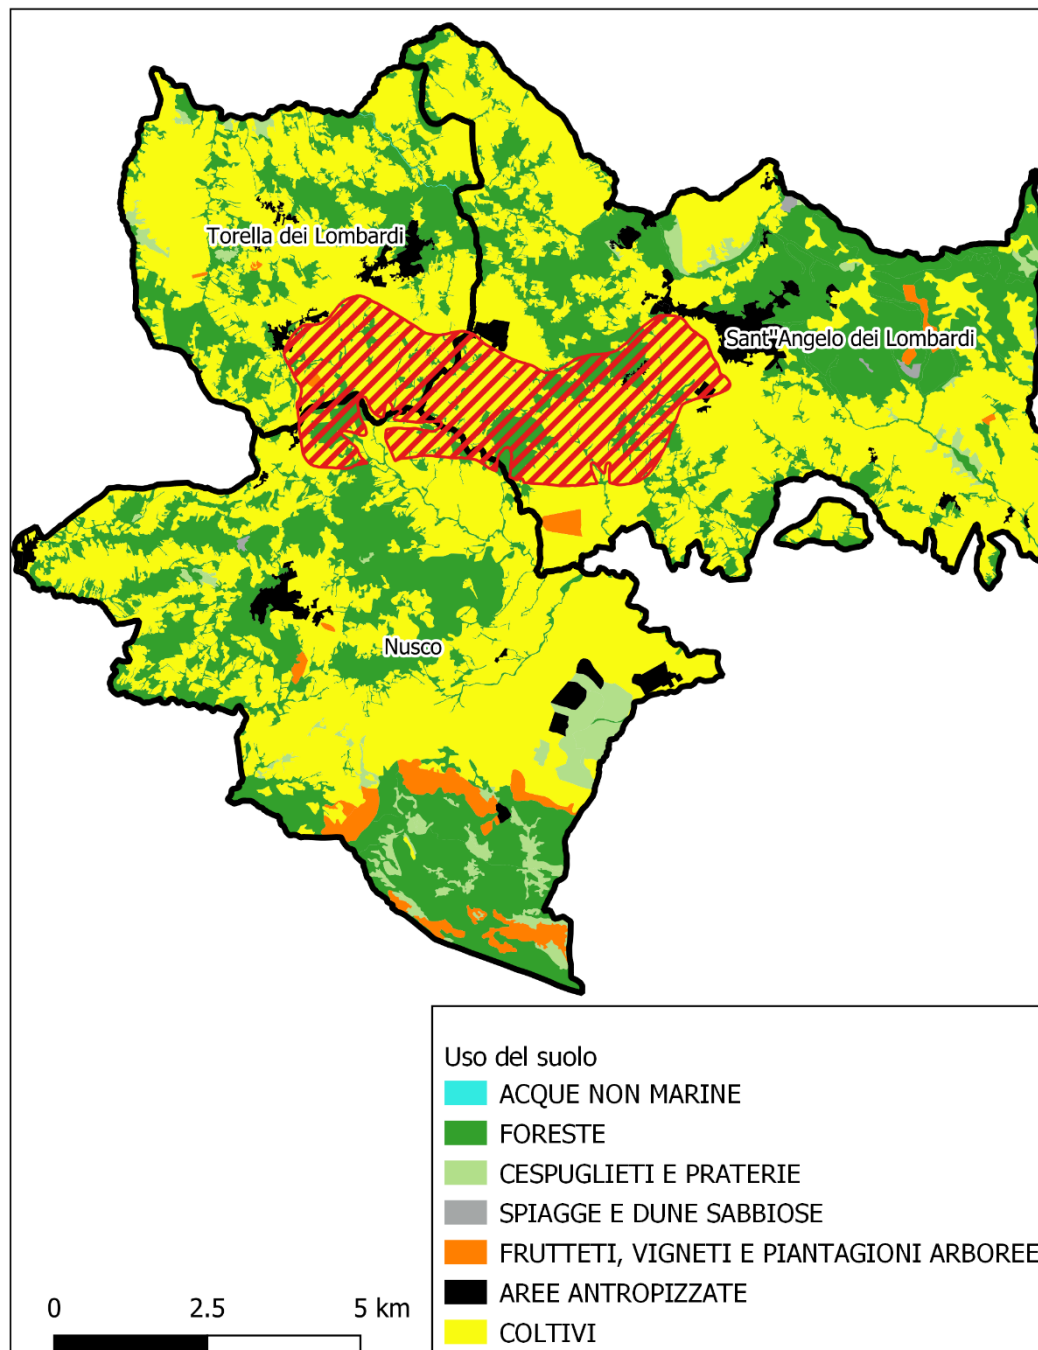 Torella dei Lombardi
Sant"Angelo dei Lombardi
Nusco
Uso del suolo
ACQUE NON MARINE
FORESTE
CESPUGLIETI E PRATERIE
SPIAGGE E DUNE SABBIOSE
FRUTTETI, VIGNETI E PIANTAGIONI ARBOREE
AREE ANTROPIZZATE
COLTIVI
0 2.5 5 km